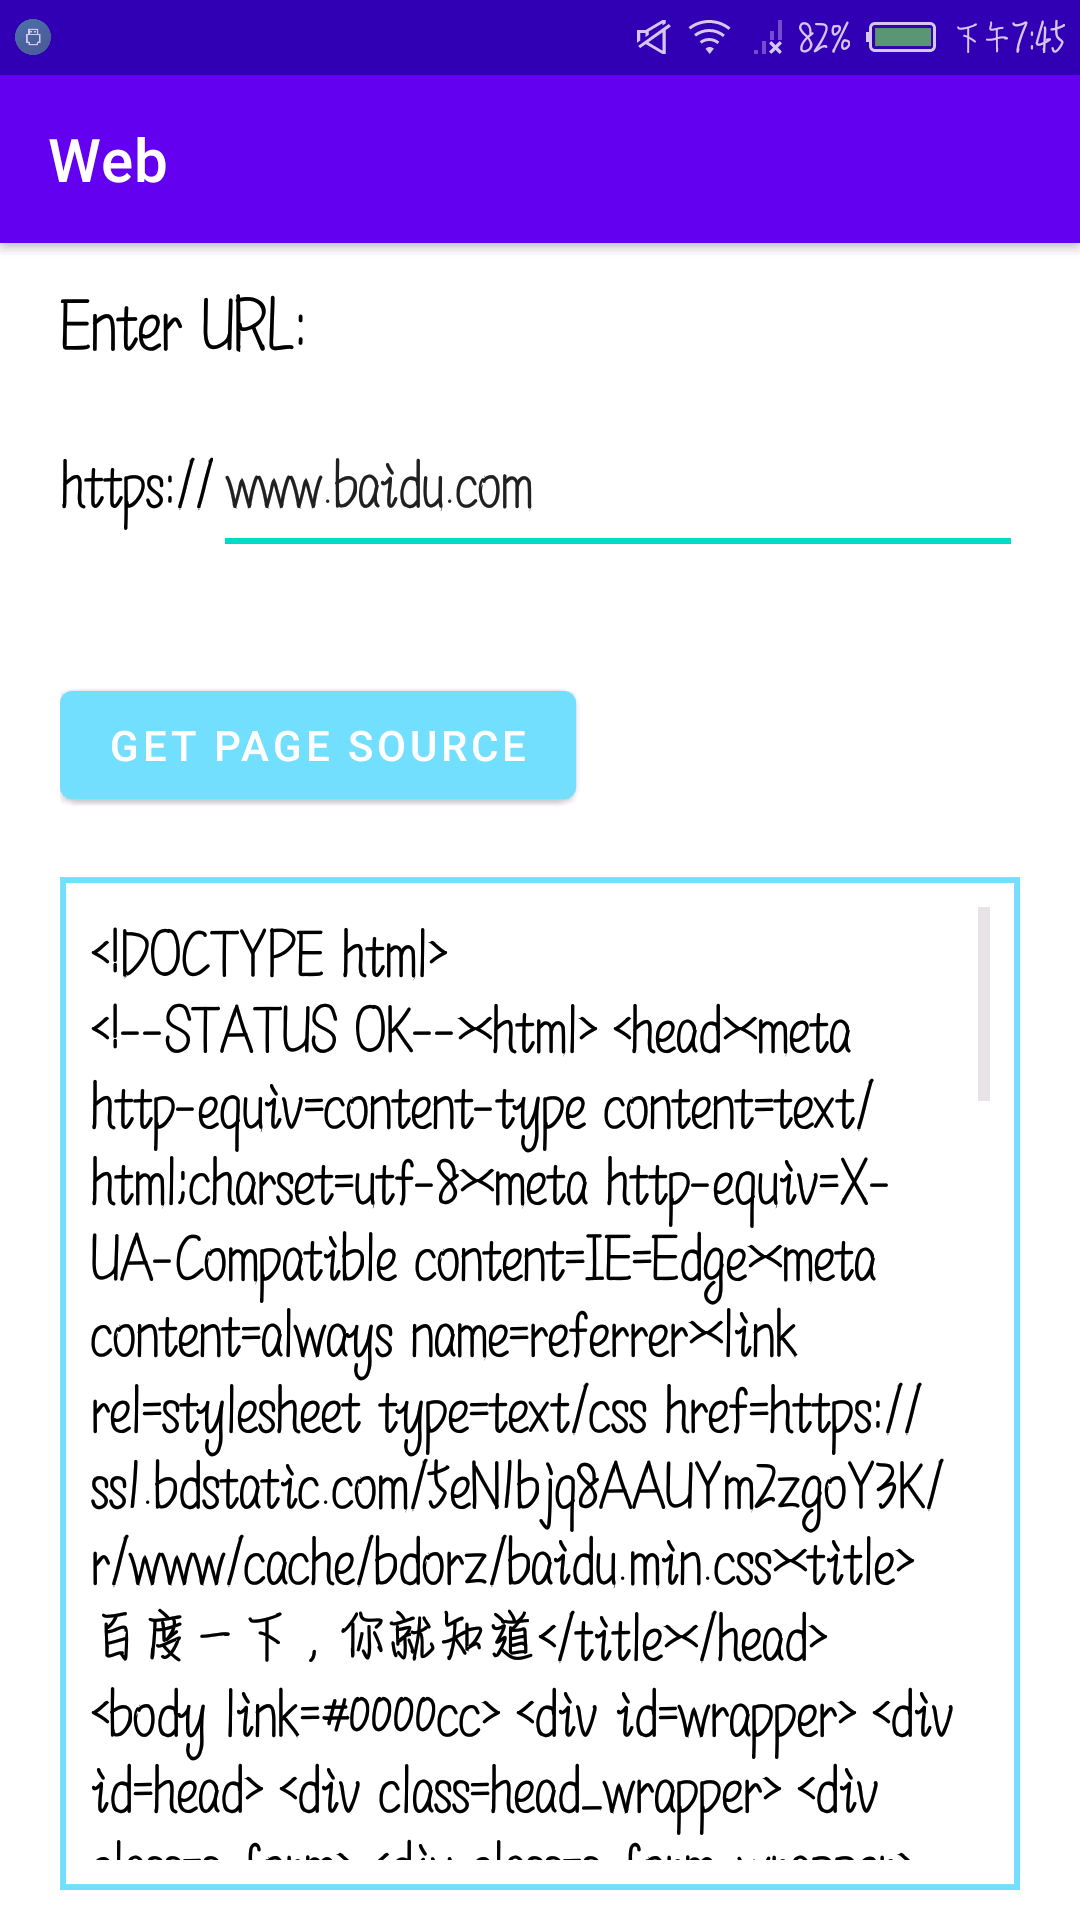 82% 下午7:45
Web
Enter URL:
https:// www.baidu.com
GET PAGE SOURCE
<!DOCTYPE html>
<!--STATUS OK--><html> <head><meta
http-equiv=content-type content=text/
html;charset=utf-8><meta http-equiv=X-
UA-Compatible content=IE=Edge><meta
content=always name=referrer><link
rel=stylesheet type=text/css href=https://
ss1.bdstatic.com/5eN1bjq8AAUYm2zgoY3K/
r/www/cache/bdorz/baidu.min.css><title>
百度一下，你就知道</title></head>
<body link=#0000cc> <div id=wrapper> <div
id=head> <div class=head_wrapper> <div